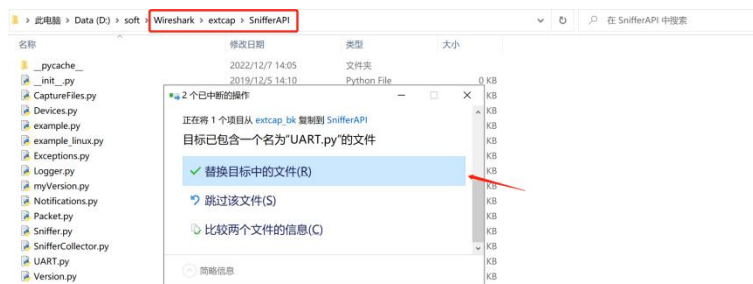 > 此电脑 > Data (D:) > soft > Wireshark > extcap > SnifferAPI
在 SnifferAPI 中搜索
名称 修改日期 类型 大小
__pycache__ 2022/12/7 14:05 文件夹
__init__.py 2019/12/5 14:10 Python File 0 KB
CaptureFiles.py KB
Devices.py KB
example.py KB
example_linux.py KB
Exceptions.py KB
Logger.py KB
myVersion.py KB
Notifications.py KB
Packet.py KB
Sniffer.py KB
SnifferCollector.py KB
UART.py KB
Version.py KB
2 个已中断的操作
正在将 1 个项目从 extcap_bk 复制到 SnifferAPI
目标已包含一个名为"UART.py"的文件
替换目标中的文件(R)
跳过该文件(S)
比较两个文件的信息(C)
简略信息